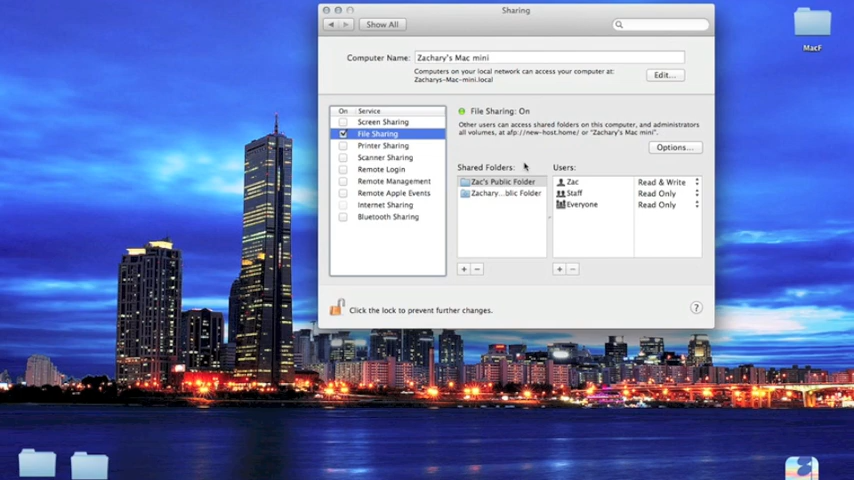 Sharing
Show All
MacF
Computer Name: Zachary's Mac mini
Computers on your local network can access your computer at:
Zacharys-Mac-mini.local
Edit...
On Service
Screen Sharing
File Sharing
Printer Sharing
Scanner Sharing
Remote Login
Remote Management
Remote Apple Events
Internet Sharing
Bluetooth Sharing
File Sharing: On
Other users can access shared folders on this computer, and administrators
all volumes, at afp://new-host.home/ or "Zachary's Mac mini".
Options...
Shared Folders:
Zac's Public Folder
Zachary...blic Folder
Users:
Zac Read & Write
Staff Read Only
Everyone Read Only
Click the lock to prevent further changes.
?